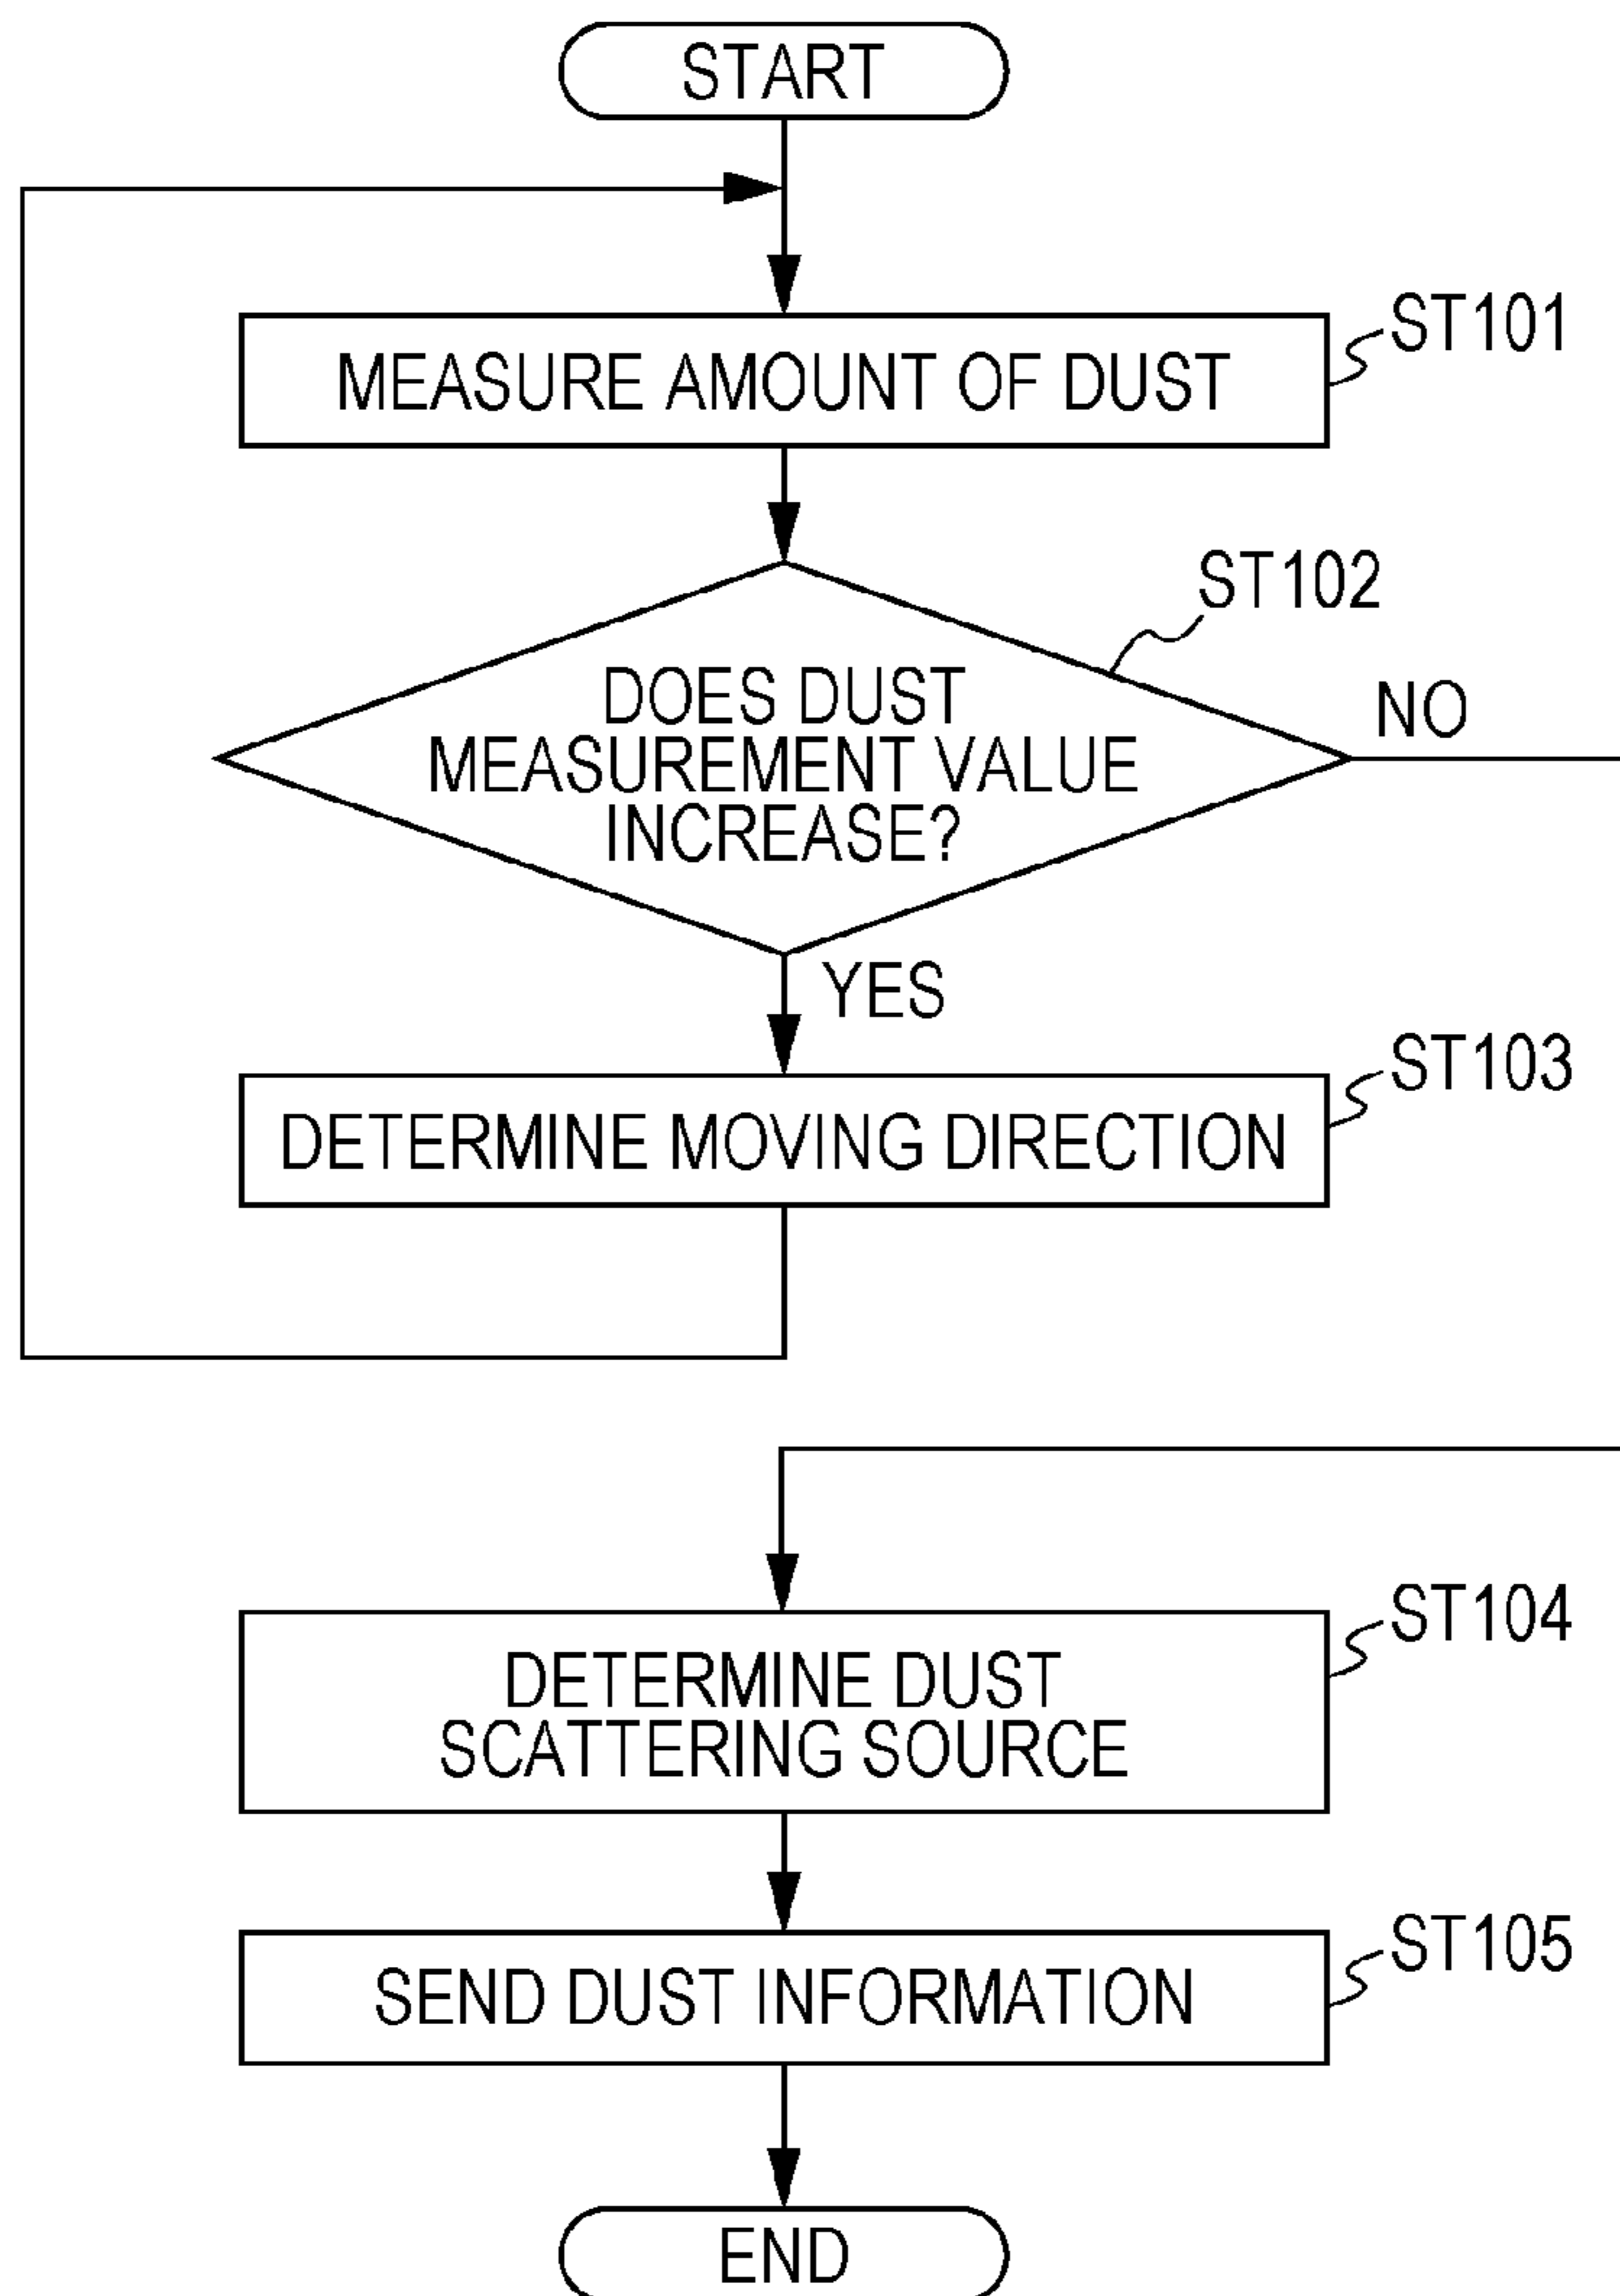 START
MEASURE AMOUNT OF DUST
ST101
ST102
DOES DUST
MEASUREMENT VALUE
INCREASE?
NO
YES
DETERMINE MOVING DIRECTION
ST103
DETERMINE DUST
SCATTERING SOURCE
ST104
SEND DUST INFORMATION
ST105
END